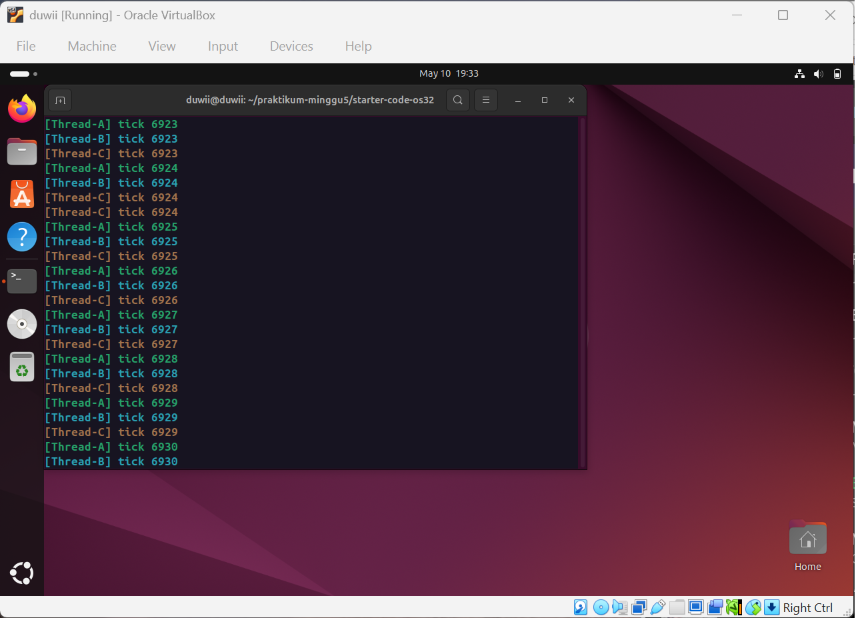 duwii [Running] - Oracle VirtualBox
File Machine View Input Devices Help
May 10 19:33
duwii@duwii: ~/praktikum-minggu5/starter-code-os32
[Thread-A] tick 6923
[Thread-B] tick 6923
[Thread-C] tick 6923
[Thread-A] tick 6924
[Thread-B] tick 6924
[Thread-C] tick 6924
[Thread-C] tick 6924
[Thread-A] tick 6925
[Thread-B] tick 6925
[Thread-C] tick 6925
[Thread-A] tick 6926
[Thread-B] tick 6926
[Thread-C] tick 6926
[Thread-A] tick 6927
[Thread-B] tick 6927
[Thread-C] tick 6927
[Thread-A] tick 6928
[Thread-B] tick 6928
[Thread-C] tick 6928
[Thread-A] tick 6929
[Thread-B] tick 6929
[Thread-C] tick 6929
[Thread-A] tick 6930
[Thread-B] tick 6930
Home
Right Ctrl